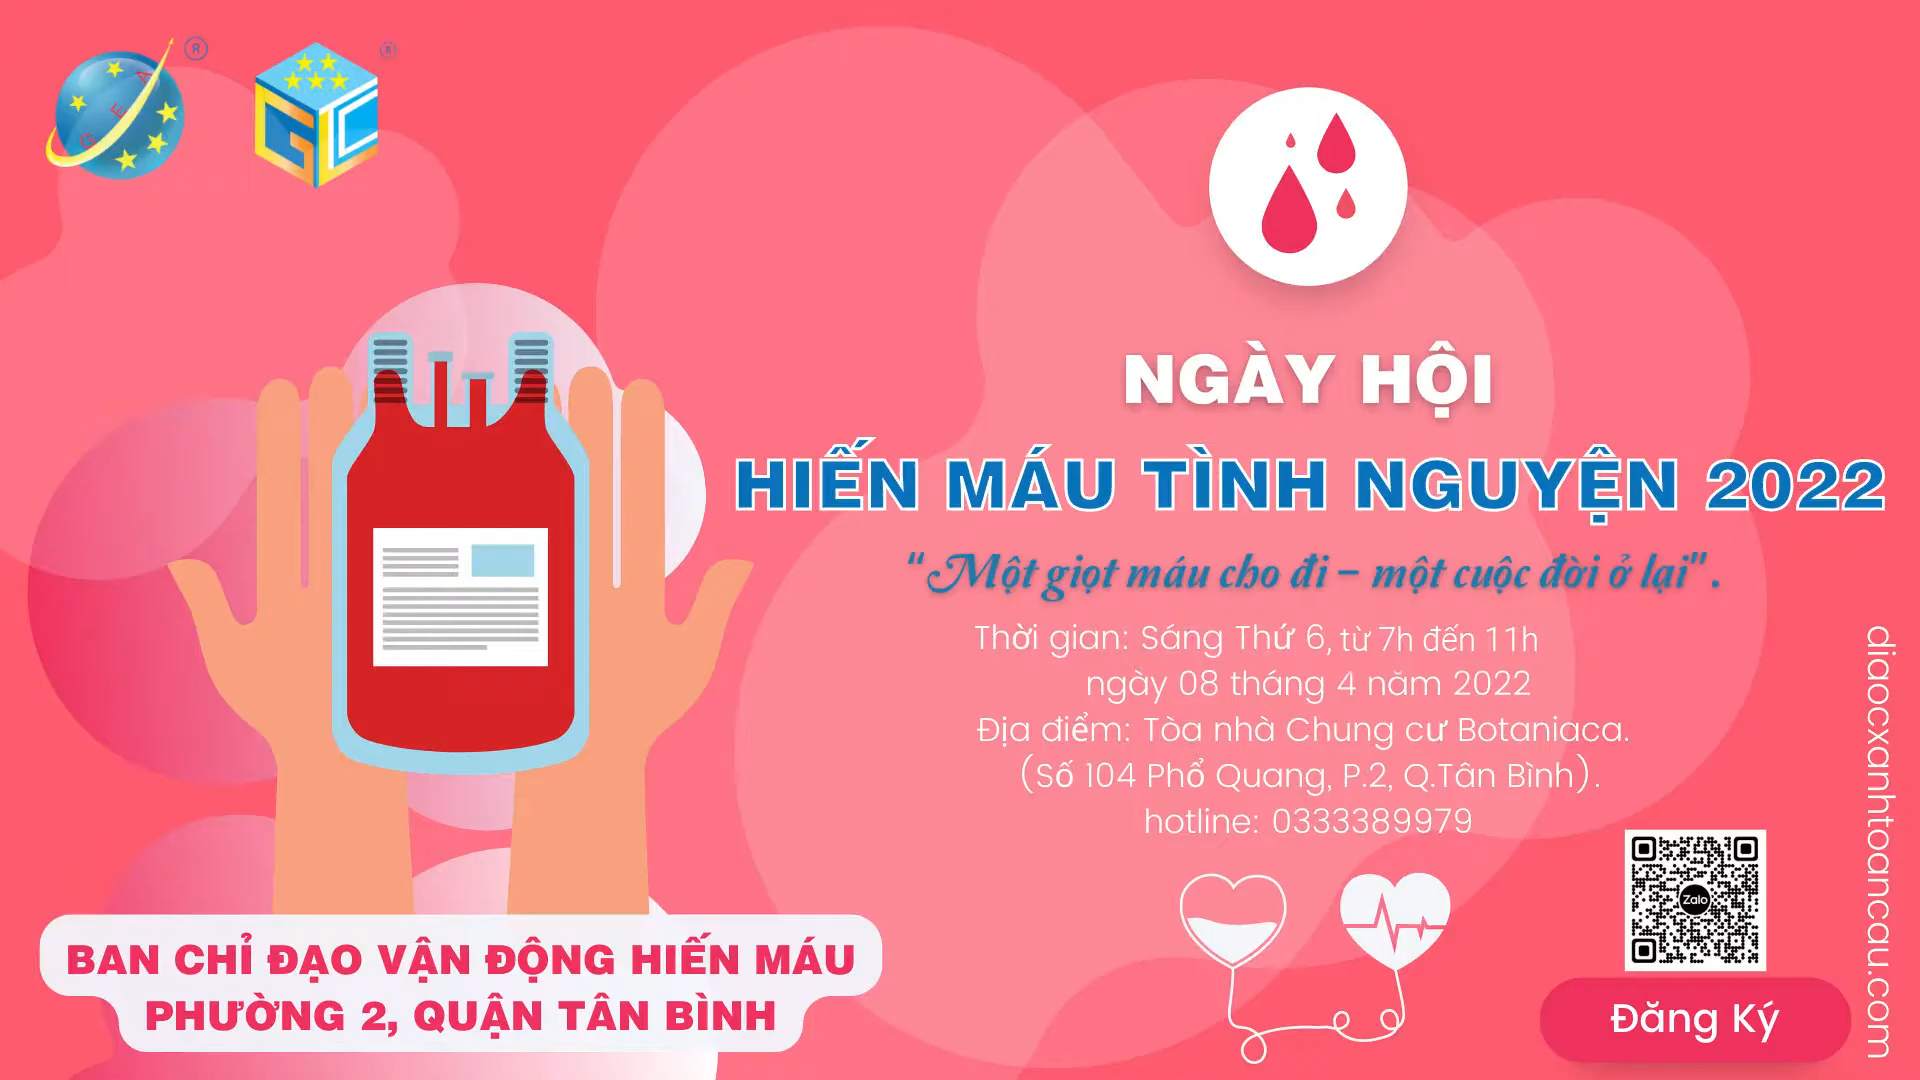 G E A
®
GLC
®
NGÀY HỘI
HIẾN MÁU TÌNH NGUYỆN 2022
“Một giọt máu cho đi – một cuộc đời ở lại”.
Thời gian: Sáng Thứ 6, từ 7h đến 11h
ngày 08 tháng 4 năm 2022
Địa điểm: Tòa nhà Chung cư Botaniaca.
(Số 104 Phổ Quang, P.2, Q.Tân Bình).
hotline: 0333389979
BAN CHỈ ĐẠO VẬN ĐỘNG HIẾN MÁU
PHƯỜNG 2, QUẬN TÂN BÌNH
Zalo
Đăng Ký
diaocxanhtoancau.com